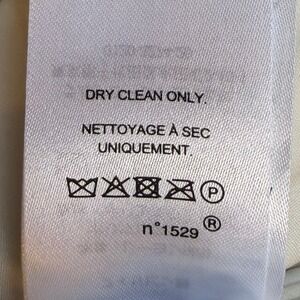 DRY CLEAN ONLY.
NETTOYAGE À SEC
UNIQUEMENT.
P
n°1529 ®